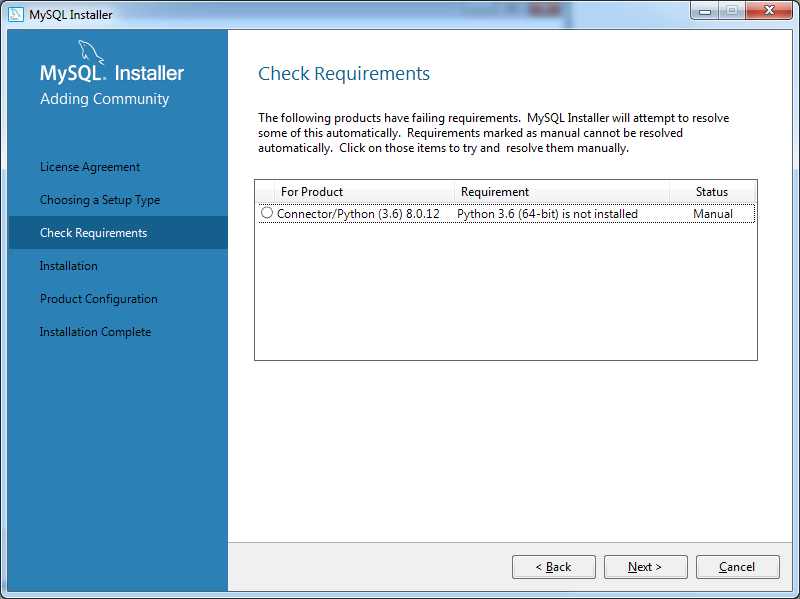 MySQL Installer
MySQL. Installer
Adding Community
License Agreement
Choosing a Setup Type
Check Requirements
Installation
Product Configuration
Installation Complete
Check Requirements
The following products have failing requirements. MySQL Installer will attempt to resolve
some of this automatically. Requirements marked as manual cannot be resolved
automatically. Click on those items to try and resolve them manually.
For Product Requirement Status
Connector/Python (3.6) 8.0.12 Python 3.6 (64-bit) is not installed Manual
< Back Next > Cancel